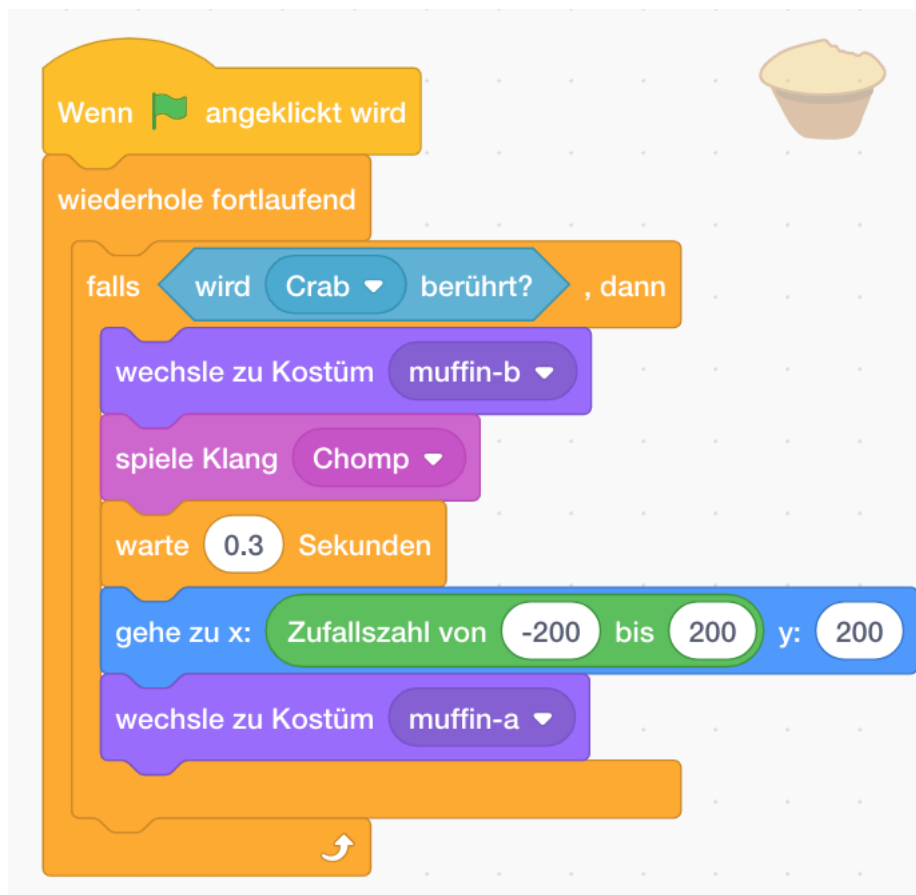 Wenn angeklickt wird
wiederhole fortlaufend
falls wird Crab berührt? , dann
wechsle zu Kostüm muffin-b
spiele Klang Chomp
warte 0.3 Sekunden
gehe zu x: Zufallszahl von -200 bis 200 y: 200
wechsle zu Kostüm muffin-a